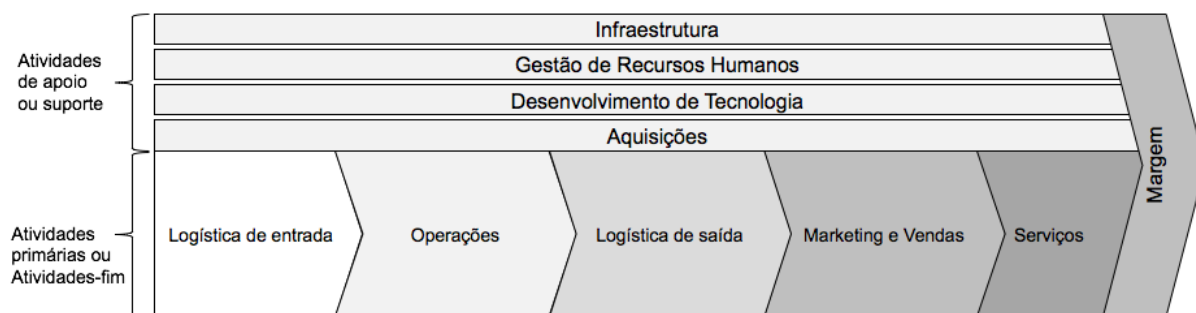 Atividades
de apoio
ou suporte
Infraestrutura
Gestão de Recursos Humanos
Desenvolvimento de Tecnologia
Aquisições
Atividades
primárias ou
Atividades-fim
Logística de entrada
Operações
Logística de saída
Marketing e Vendas
Serviços
Margem